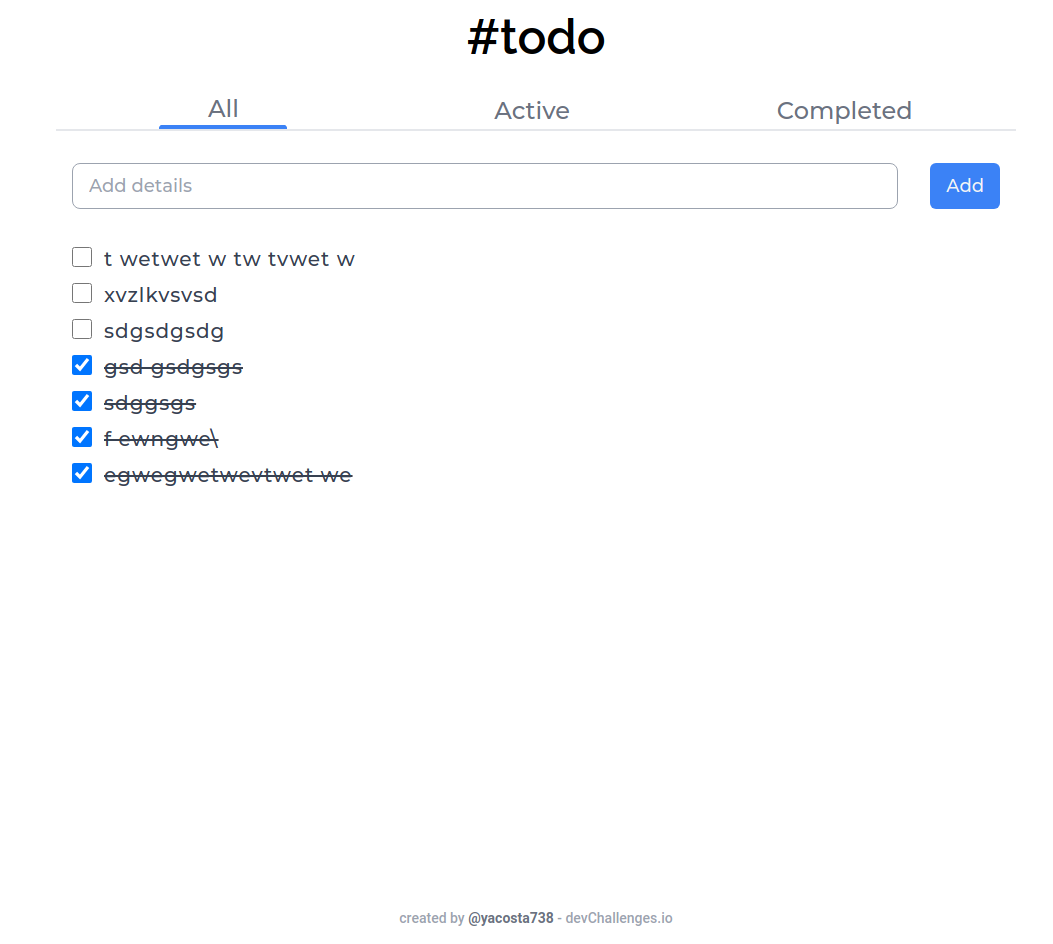 #todo
All Active Completed
Add details Add
t wetwet w tw tvwet w
xvzlkvsvsd
sdgsdgsdg
gsd gsdgsgs
sdggsgs
f ewngwe\
egwegwetwevtwet we
created by @yacosta738 - devChallenges.io